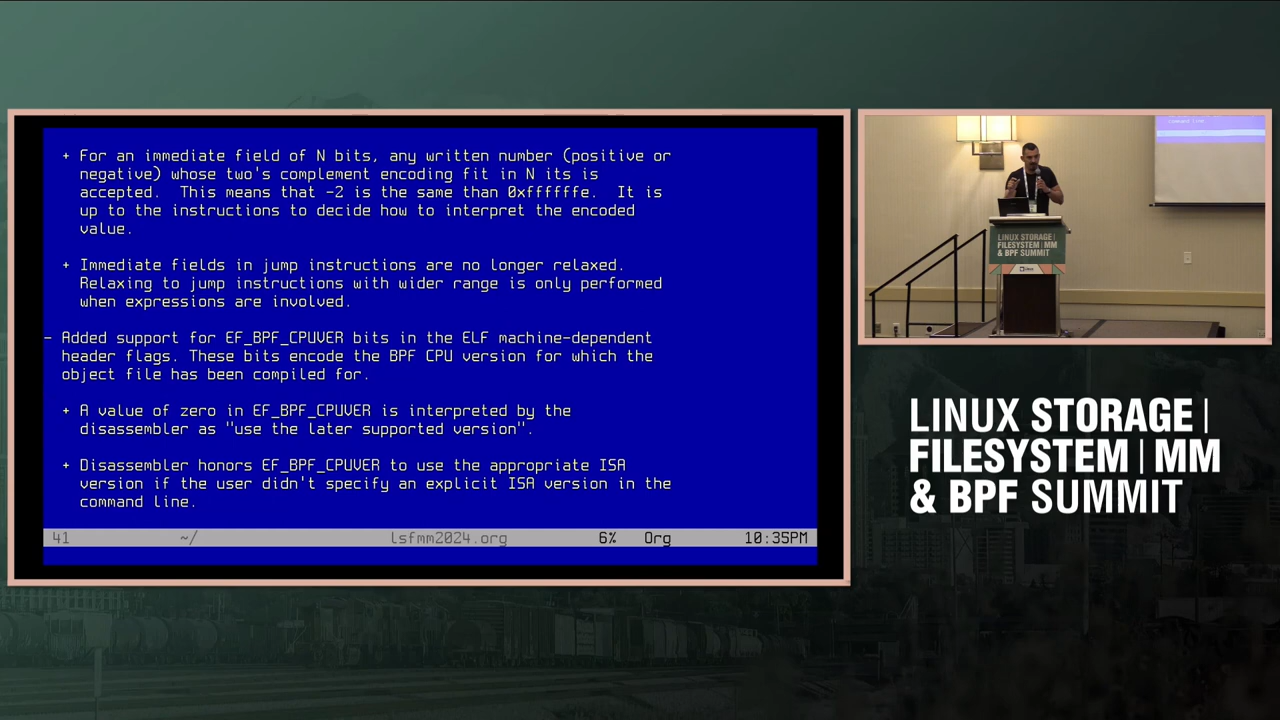 + For an immediate field of N bits, any written number (positive or
negative) whose two's complement encoding fit in N its is
accepted.  This means that -2 is the same than 0xffffffe.  It is
up to the instructions to decide how to interpret the encoded
value.
+ Immediate fields in jump instructions are no longer relaxed.
Relaxing to jump instructions with wider range is only performed
when expressions are involved.
- Added support for EF_BPF_CPUVER bits in the ELF machine-dependent
header flags. These bits encode the BPF CPU version for which the
object file has been compiled for.
+ A value of zero in EF_BPF_CPUVER is interpreted by the
disassembler as "use the later supported version".
+ Disassembler honors EF_BPF_CPUVER to use the appropriate ISA
version if the user didn't specify an explicit ISA version in the
command line.
41 ~/ lsfmm2024.org 6% Org 10:35PM
LINUX STORAGE |
FILESYSTEM | MM
& BPF SUMMIT
LINUX STORAGE |
FILESYSTEM | MM
& BPF SUMMIT